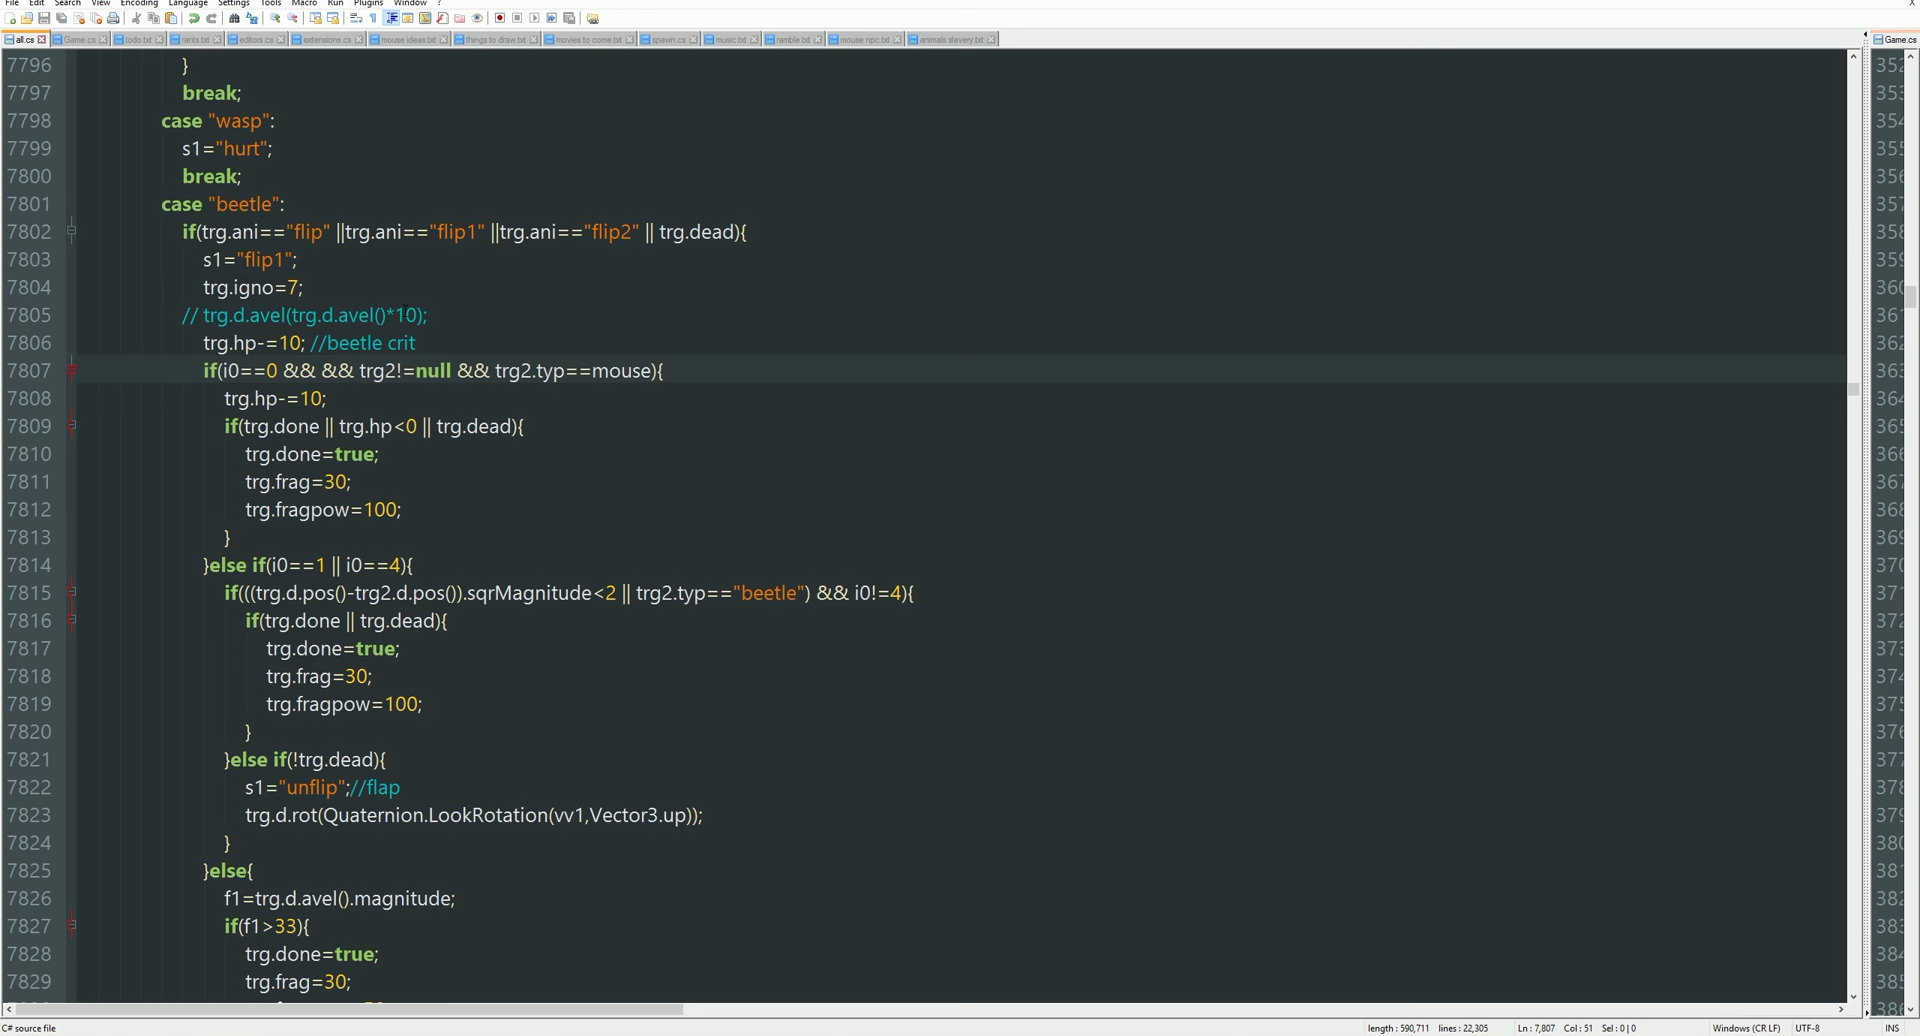 File Edit Search View Encoding Language Settings Tools Macro Run Plugins Window ? X
all.cs Game.cs todo.txt rants.txt editors.cs extensions.cs mouse ideas.txt things to draw.txt movies to come.txt spawn.cs music.txt ramble.txt mouse npc.txt animals slavery.txt Game.cs
7796 }
7797 break;
7798 case "wasp":
7799 s1="hurt";
7800 break;
7801 case "beetle":
7802 if(trg.ani=="flip" ||trg.ani=="flip1" ||trg.ani=="flip2" || trg.dead){
7803 s1="flip1";
7804 trg.igno=7;
7805 // trg.d.avel(trg.d.avel()*10);
7806 trg.hp-=10; //beetle crit
7807 if(i0==0 && && trg2!=null && trg2.typ==mouse){
7808 trg.hp-=10;
7809 if(trg.done || trg.hp<0 || trg.dead){
7810 trg.done=true;
7811 trg.frag=30;
7812 trg.fragpow=100;
7813 }
7814 }else if(i0==1 || i0==4){
7815 if(((trg.d.pos()-trg2.d.pos()).sqrMagnitude<2 || trg2.typ=="beetle") && i0!=4){
7816 if(trg.done || trg.dead){
7817 trg.done=true;
7818 trg.frag=30;
7819 trg.fragpow=100;
7820 }
7821 }else if(!trg.dead){
7822 s1="unflip";//flap
7823 trg.d.rot(Quaternion.LookRotation(vv1,Vector3.up));
7824 }
7825 }else{
7826 f1=trg.d.avel().magnitude;
7827 if(f1>33){
7828 trg.done=true;
7829 trg.frag=30;
C# source file length : 590,711 lines : 22,305 Ln : 7,807 Col : 51 Sel : 0 | 0 Windows (CR LF) UTF-8 INS